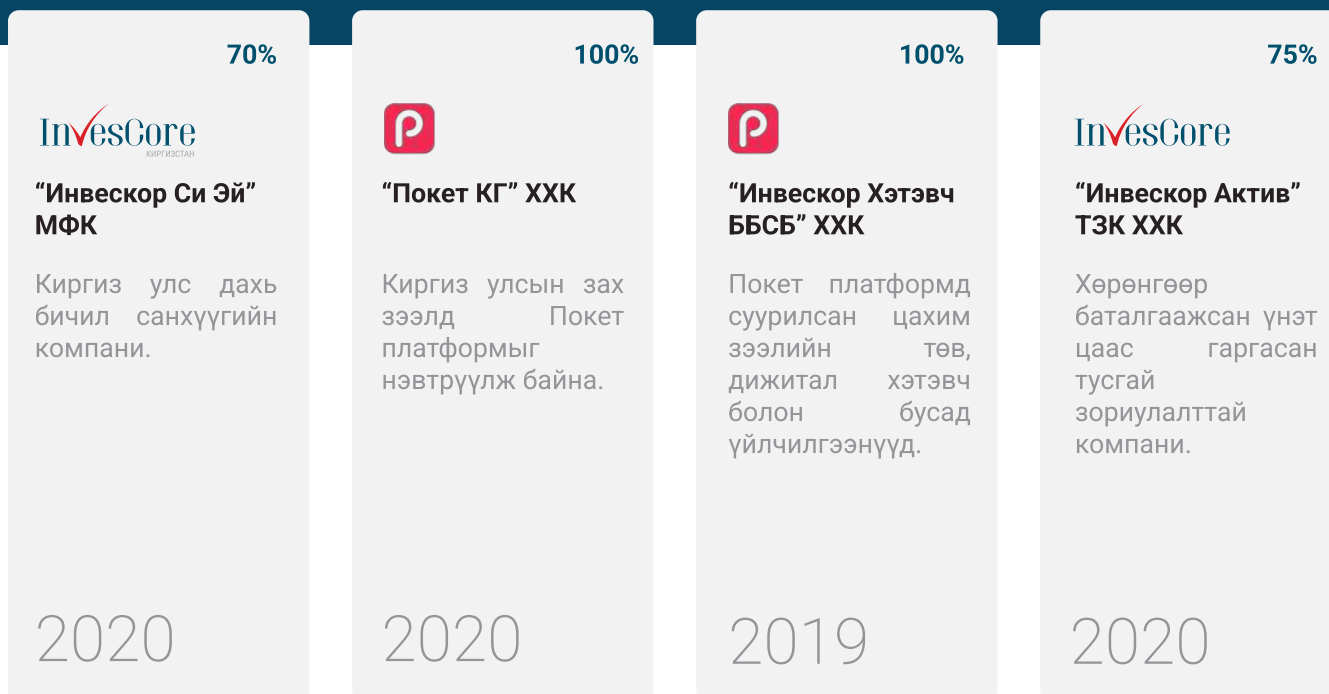 70%
InvesCore
КИРГИЗСТАН
“Инвескор Си Эй”
МФК
Киргиз улс дахь
бичил санхүүгийн
компани.
2020
100%
“Покет КГ” ХХК
Киргиз улсын зах
зээлд Покет
платформыг
нэвтрүүлж байна.
2020
100%
“Инвескор Хэтэвч
ББСБ” ХХК
Покет платформд
суурилсан цахим
зээлийн төв,
дижитал хэтэвч
болон бусад
үйлчилгээнүүд.
2019
75%
InvesCore
“Инвескор Актив”
ТЗК ХХК
Хөрөнгөөр
баталгаажсан үнэт
цаас гаргасан
тусгай
зориулалттай
компани.
2020